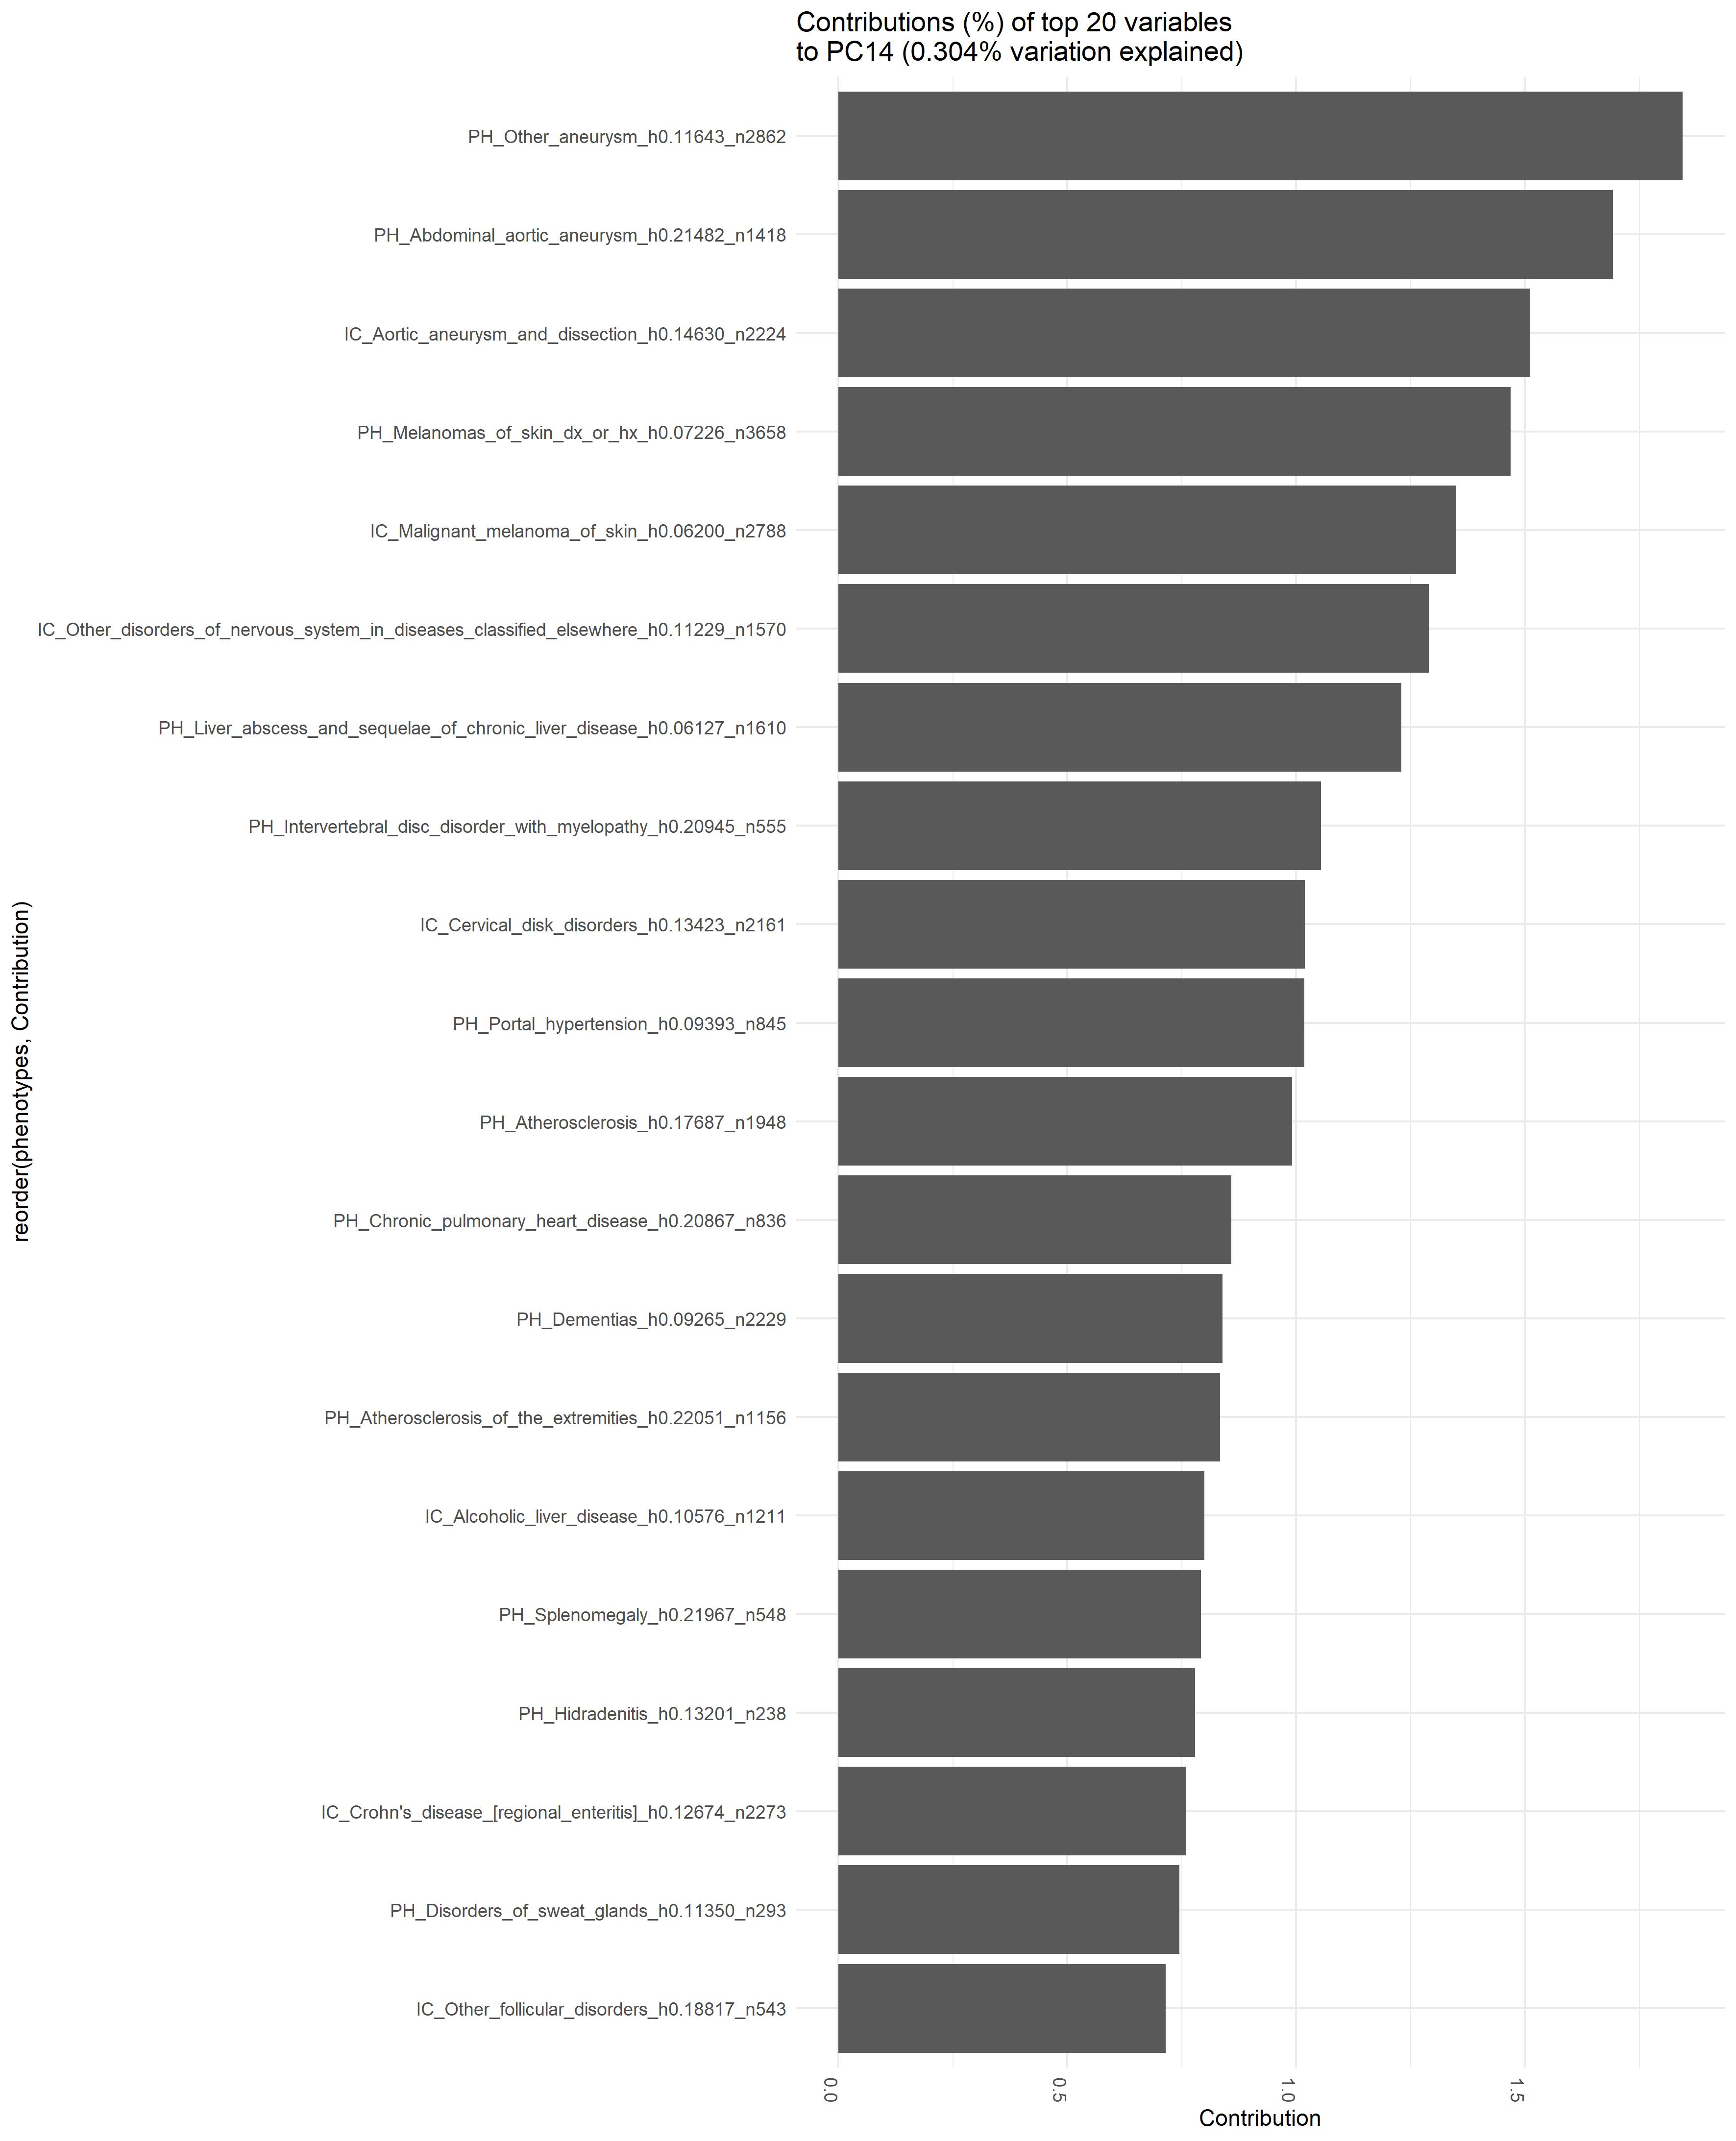 Contributions (%) of top 20 variables
to PC14 (0.304% variation explained)
PH_Other_aneurysm_h0.11643_n2862
PH_Abdominal_aortic_aneurysm_h0.21482_n1418
IC_Aortic_aneurysm_and_dissection_h0.14630_n2224
PH_Melanomas_of_skin_dx_or_hx_h0.07226_n3658
IC_Malignant_melanoma_of_skin_h0.06200_n2788
IC_Other_disorders_of_nervous_system_in_diseases_classified_elsewhere_h0.11229_n1570
PH_Liver_abscess_and_sequelae_of_chronic_liver_disease_h0.06127_n1610
PH_Intervertebral_disc_disorder_with_myelopathy_h0.20945_n555
IC_Cervical_disk_disorders_h0.13423_n2161
PH_Portal_hypertension_h0.09393_n845
PH_Atherosclerosis_h0.17687_n1948
PH_Chronic_pulmonary_heart_disease_h0.20867_n836
PH_Dementias_h0.09265_n2229
PH_Atherosclerosis_of_the_extremities_h0.22051_n1156
IC_Alcoholic_liver_disease_h0.10576_n1211
PH_Splenomegaly_h0.21967_n548
PH_Hidradenitis_h0.13201_n238
IC_Crohn's_disease_[regional_enteritis]_h0.12674_n2273
PH_Disorders_of_sweat_glands_h0.11350_n293
IC_Other_follicular_disorders_h0.18817_n543
reorder(phenotypes, Contribution)
0.0
0.5
1.0
1.5
Contribution